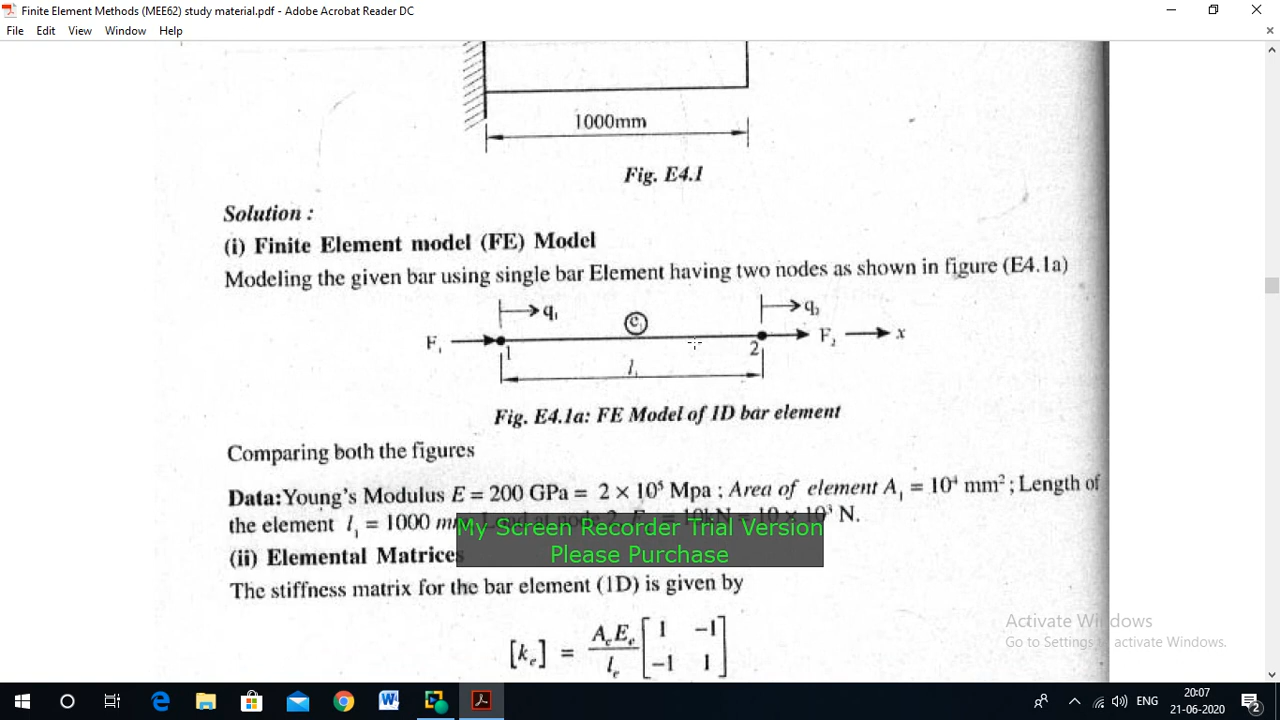 Finite Element Methods (MEE62) study material.pdf - Adobe Acrobat Reader DC
File Edit View Window Help
1000mm
Fig. E4.1
Solution :
(i) Finite Element model (FE) Model
Modeling the given bar using single bar Element having two nodes as shown in figure (E4.1a)
q₁ q₂
F₁ 1 2 F₂ x
l₁
Fig. E4.1a: FE Model of 1D bar element
Comparing both the figures
Data:Young's Modulus E = 200 GPa = 2 × 10⁵ Mpa ; Area of element A₁ = 10⁴ mm² ; Length of
the element l₁ = 1000 = 10kN = 10 × 10³ N.
My Screen Recorder Trial Version
Please Purchase
(ii) Elemental Matrices
The stiffness matrix for the bar element (1D) is given by
[kₑ] = AₑEₑ/lₑ [1 -1
-1 1]
Activate Windows
Go to Settings activate Windows.
ENG
20:07
21-06-2020
2